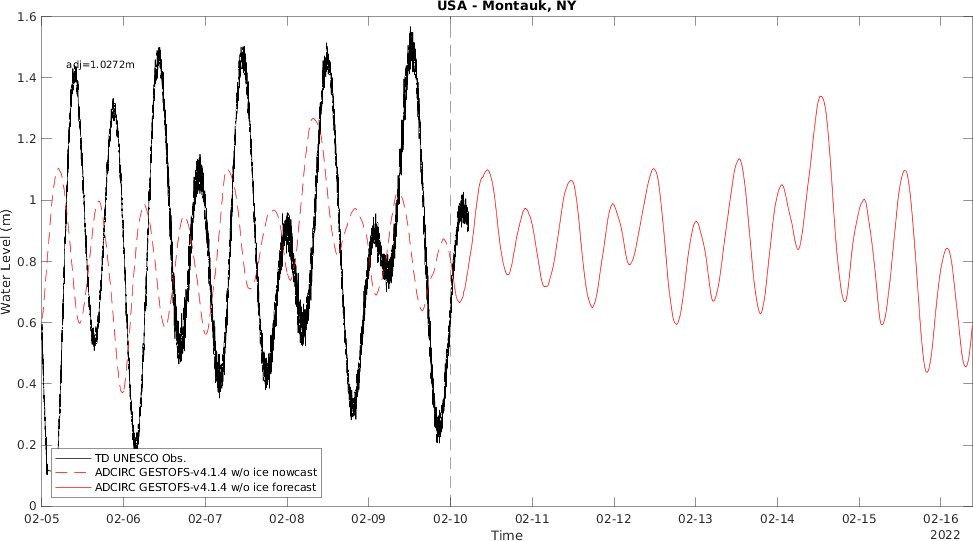 USA - Montauk, NY
1.6
1.4
1.2
1
0.8
0.6
0.4
0.2
0
Water Level (m)
adj=1.0272m
TD UNESCO Obs.
ADCIRC GESTOFS-v4.1.4 w/o ice nowcast
ADCIRC GESTOFS-v4.1.4 w/o ice forecast
02-05 02-06 02-07 02-08 02-09 02-10 02-11 02-12 02-13 02-14 02-15 02-16
2022
Time